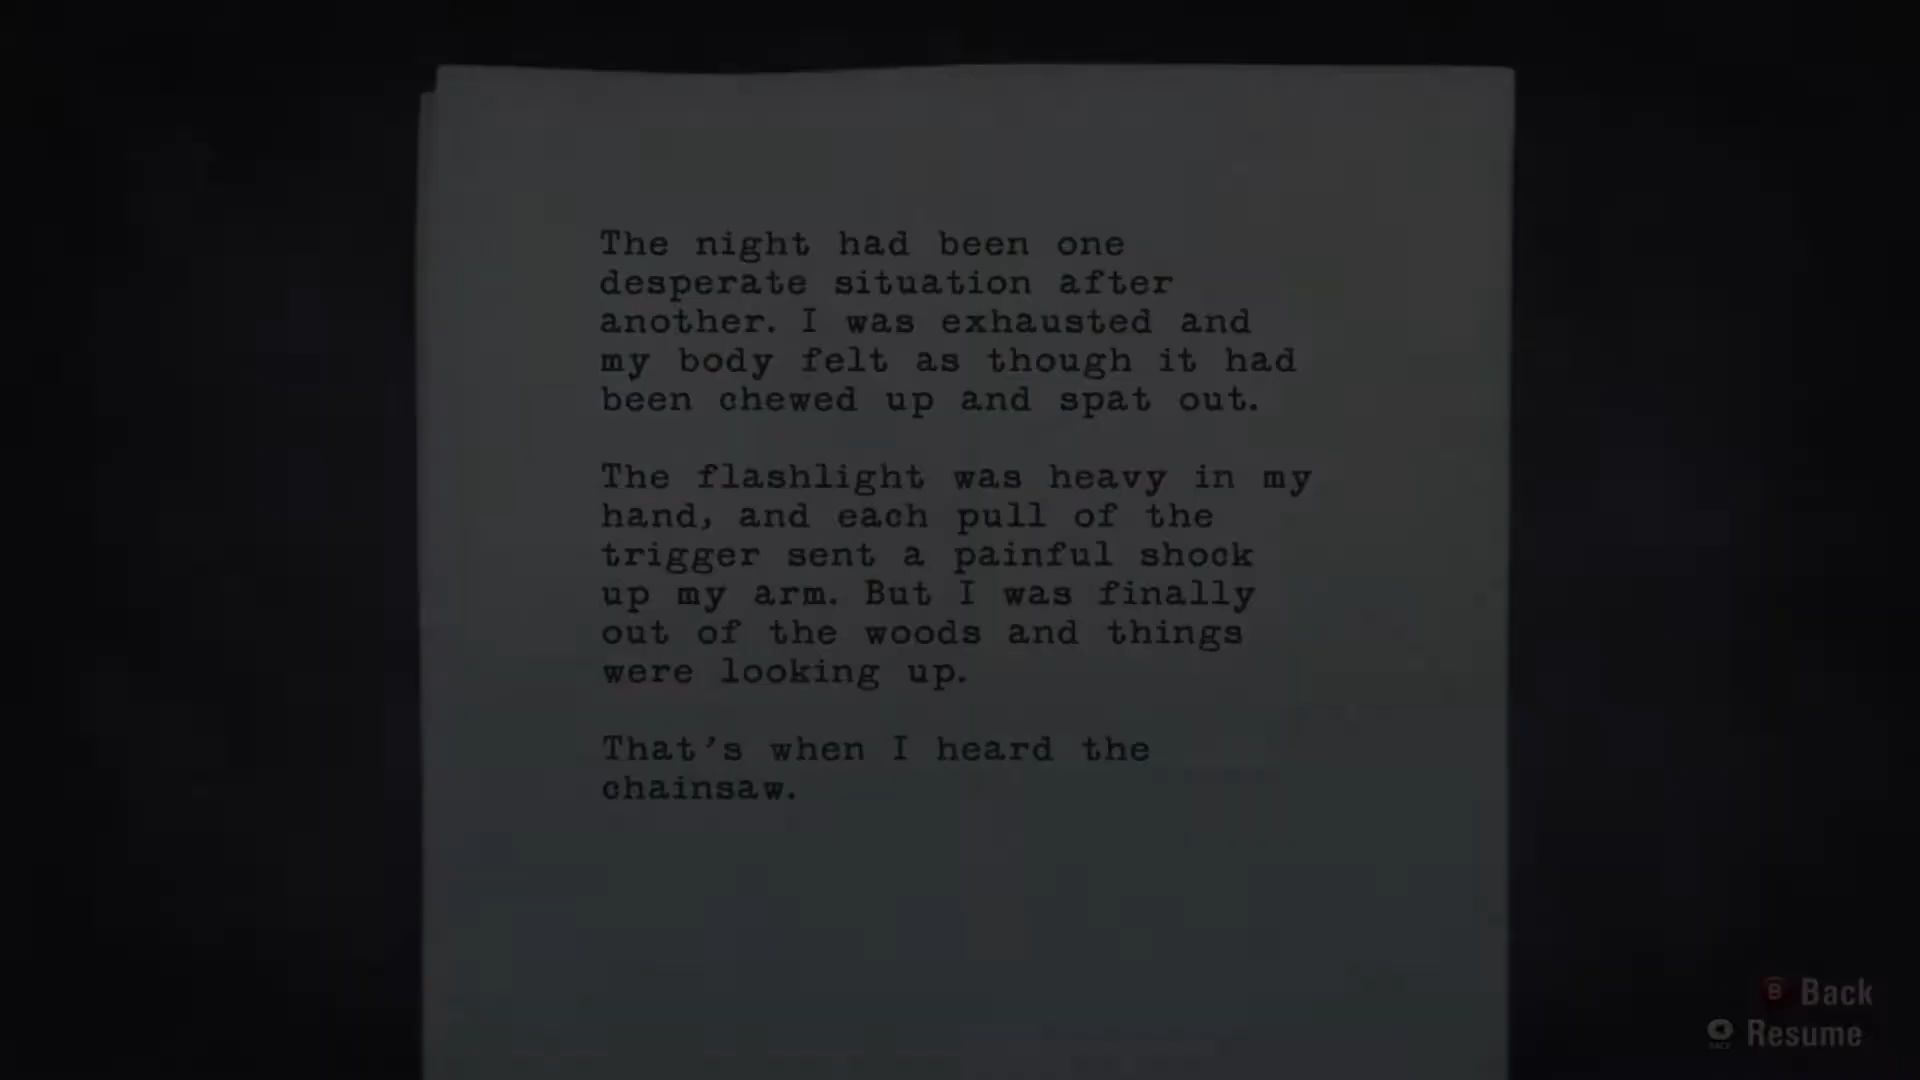 The night had been one
desperate situation after
another. I was exhausted and
my body felt as though it had
been chewed up and spat out.
The flashlight was heavy in my
hand, and each pull of the
trigger sent a painful shock
up my arm. But I was finally
out of the woods and things
were looking up.
That's when I heard the
chainsaw.
B Back
BACK Resume